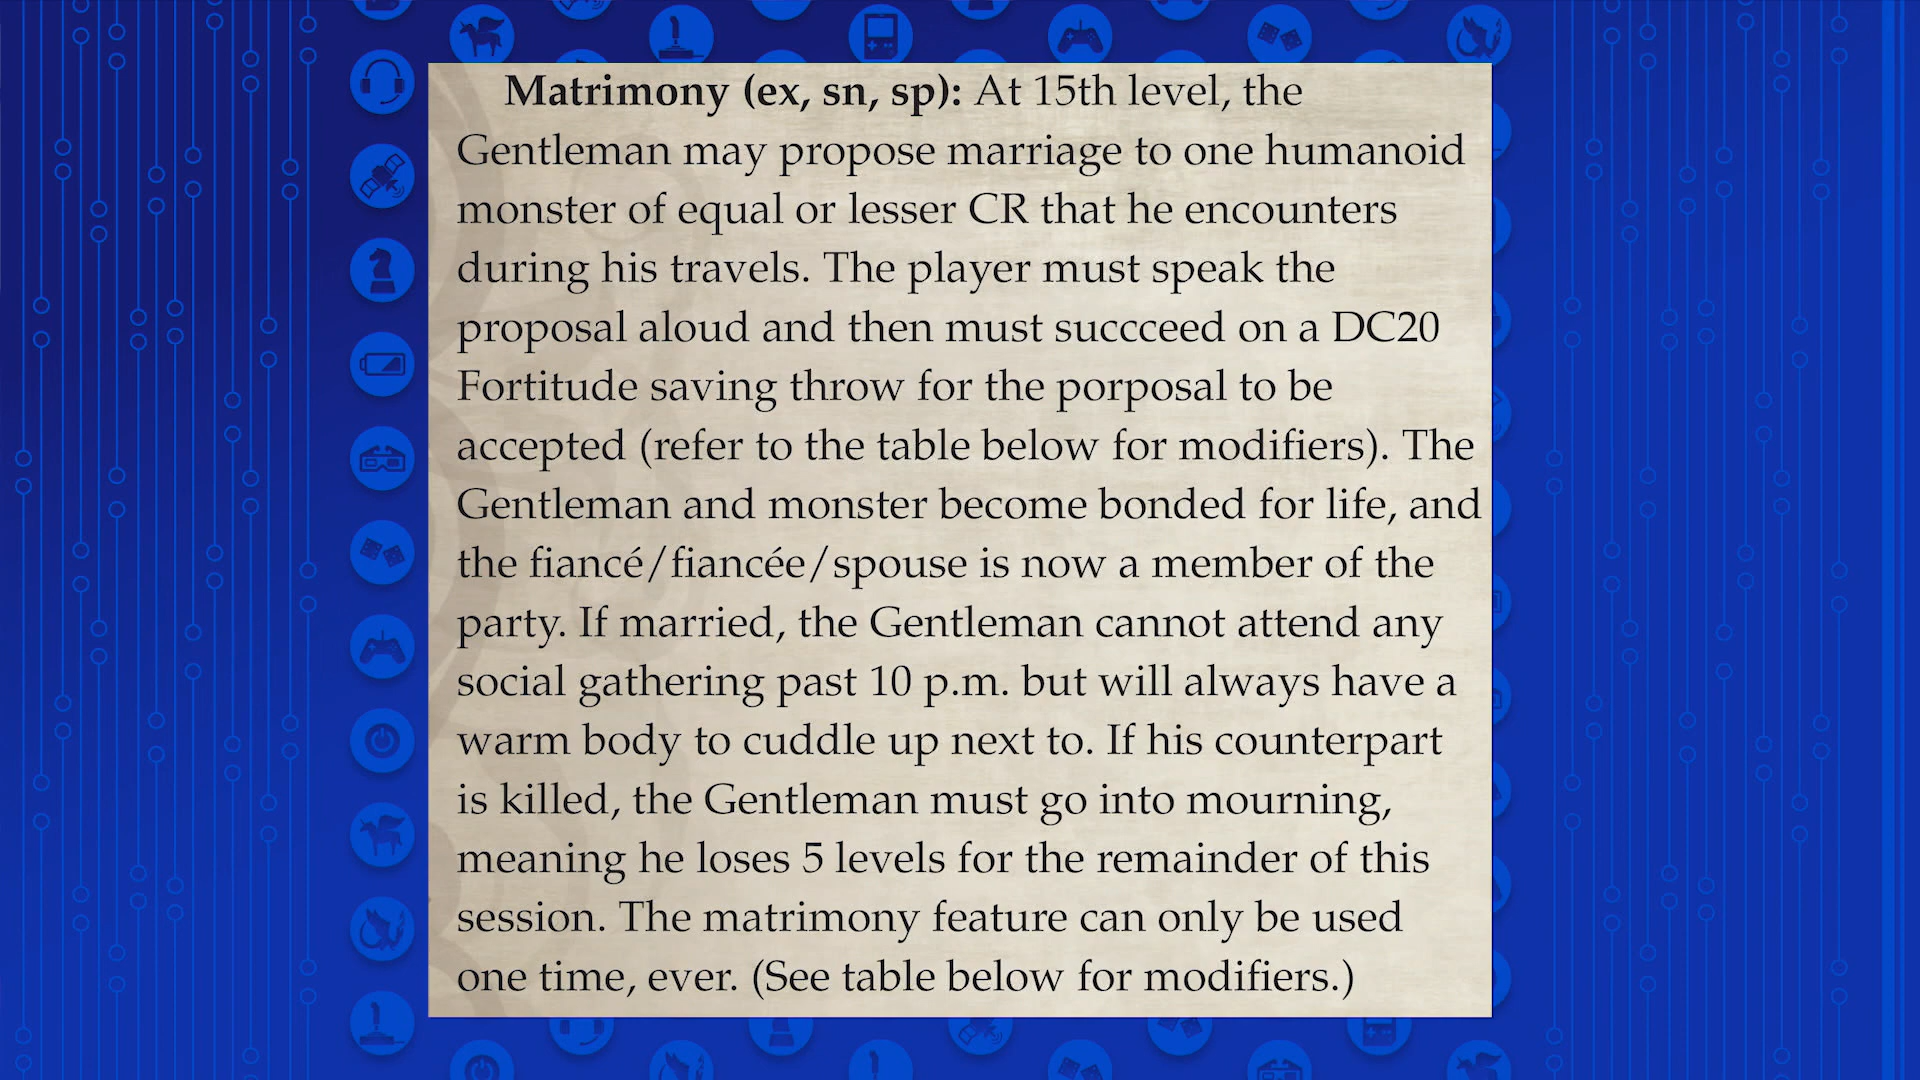 Matrimony (ex, sn, sp): At 15th level, the
Gentleman may propose marriage to one humanoid
monster of equal or lesser CR that he encounters
during his travels. The player must speak the
proposal aloud and then must succceed on a DC20
Fortitude saving throw for the porposal to be
accepted (refer to the table below for modifiers). The
Gentleman and monster become bonded for life, and
the fiancé/fiancée/spouse is now a member of the
party. If married, the Gentleman cannot attend any
social gathering past 10 p.m. but will always have a
warm body to cuddle up next to. If his counterpart
is killed, the Gentleman must go into mourning,
meaning he loses 5 levels for the remainder of this
session. The matrimony feature can only be used
one time, ever. (See table below for modifiers.)